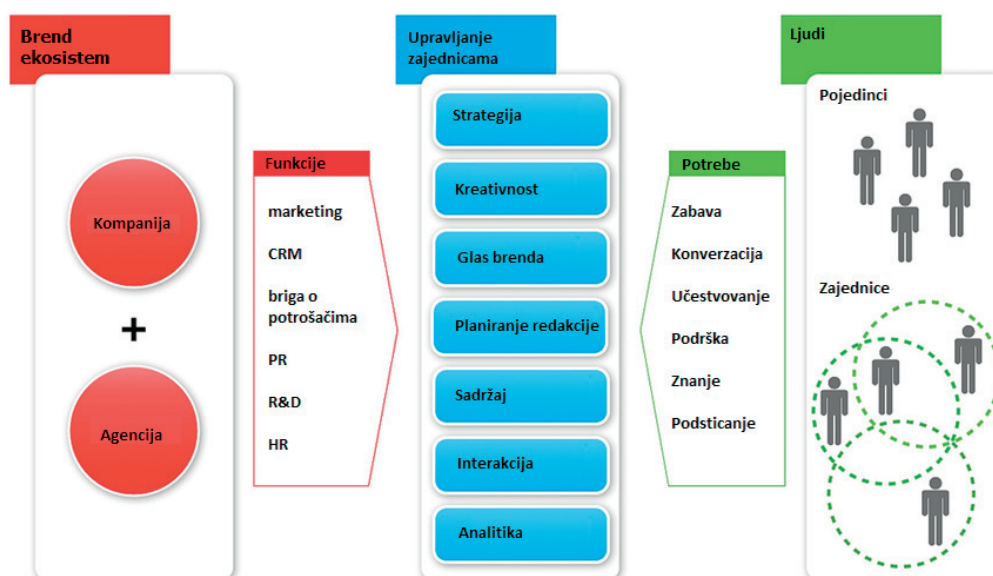 Brend
ekosistem
Kompanija
+
Agencija
Funkcije
marketing
CRM
briga o
potrošačima
PR
R&D
HR
Upravljanje
zajednicama
Strategija
Kreativnost
Glas brenda
Planiranje redakcije
Sadržaj
Interakcija
Analitika
Potrebe
Zabava
Konverzacija
Učestvovanje
Podrška
Znanje
Podsticanje
Ljudi
Pojedinci
Zajednice